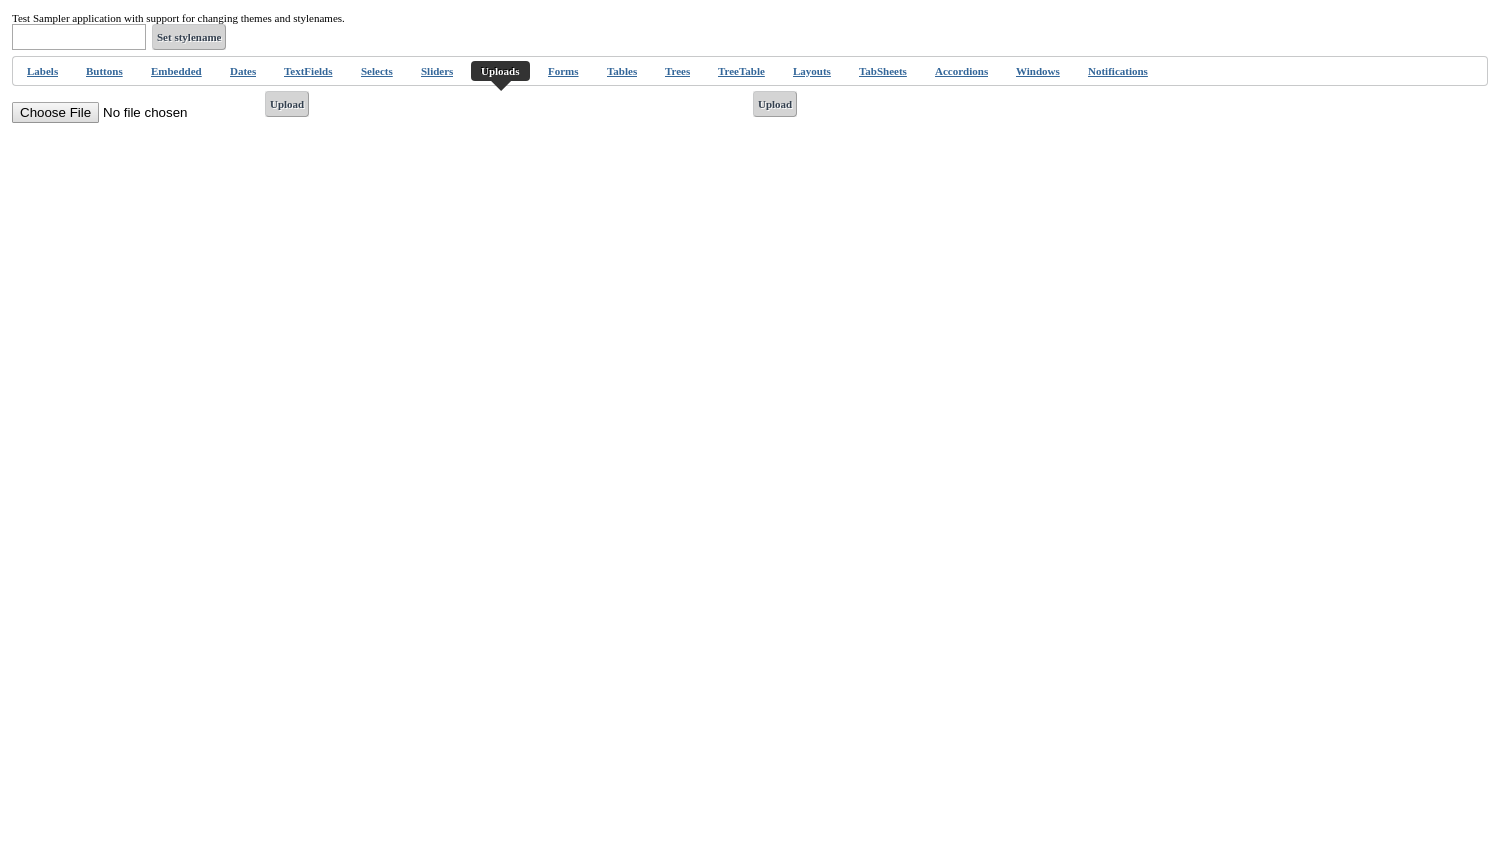 Test Sampler application with support for changing themes and stylenames.
Set stylename
Labels Buttons Embedded Dates TextFields Selects Sliders Uploads Forms Tables Trees TreeTable Layouts TabSheets Accordions Windows Notifications
Choose File No file chosen Upload Upload